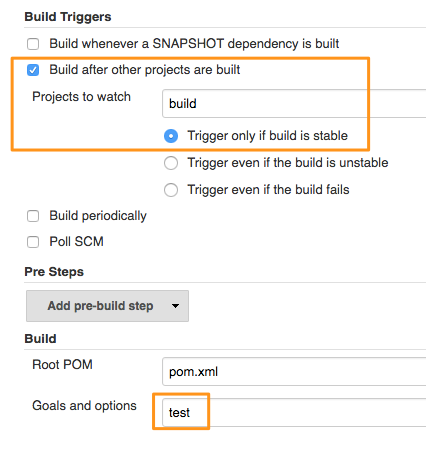 Build Triggers
Build whenever a SNAPSHOT dependency is built
Build after other projects are built
Projects to watch
build
Trigger only if build is stable
Trigger even if the build is unstable
Trigger even if the build fails
Build periodically
Poll SCM
Pre Steps
Add pre-build step
Build
Root POM
pom.xml
Goals and options
test